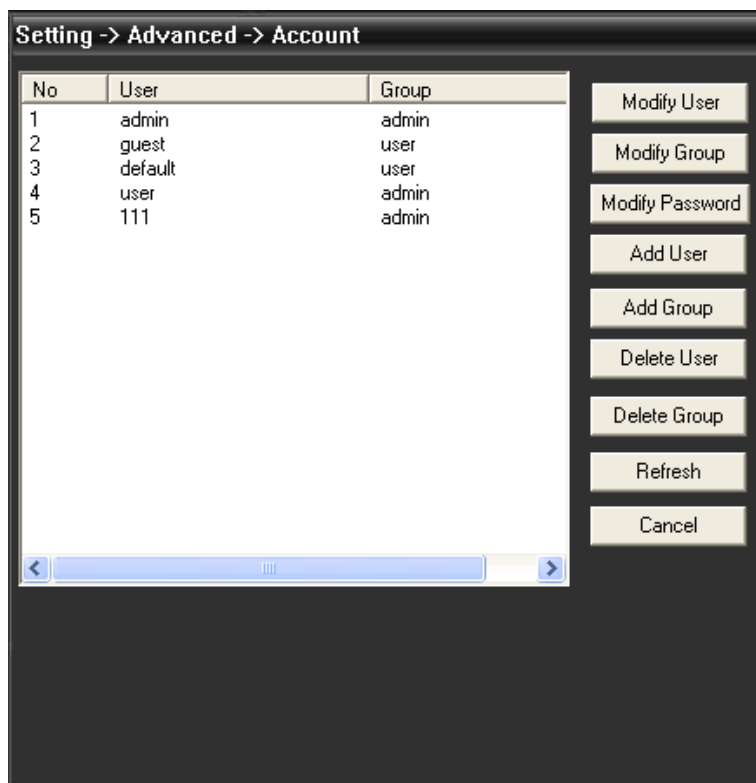 Setting -> Advanced -> Account
No User Group
1 admin admin
2 guest user
3 default user
4 user admin
5 111 admin
Modify User
Modify Group
Modify Password
Add User
Add Group
Delete User
Delete Group
Refresh
Cancel